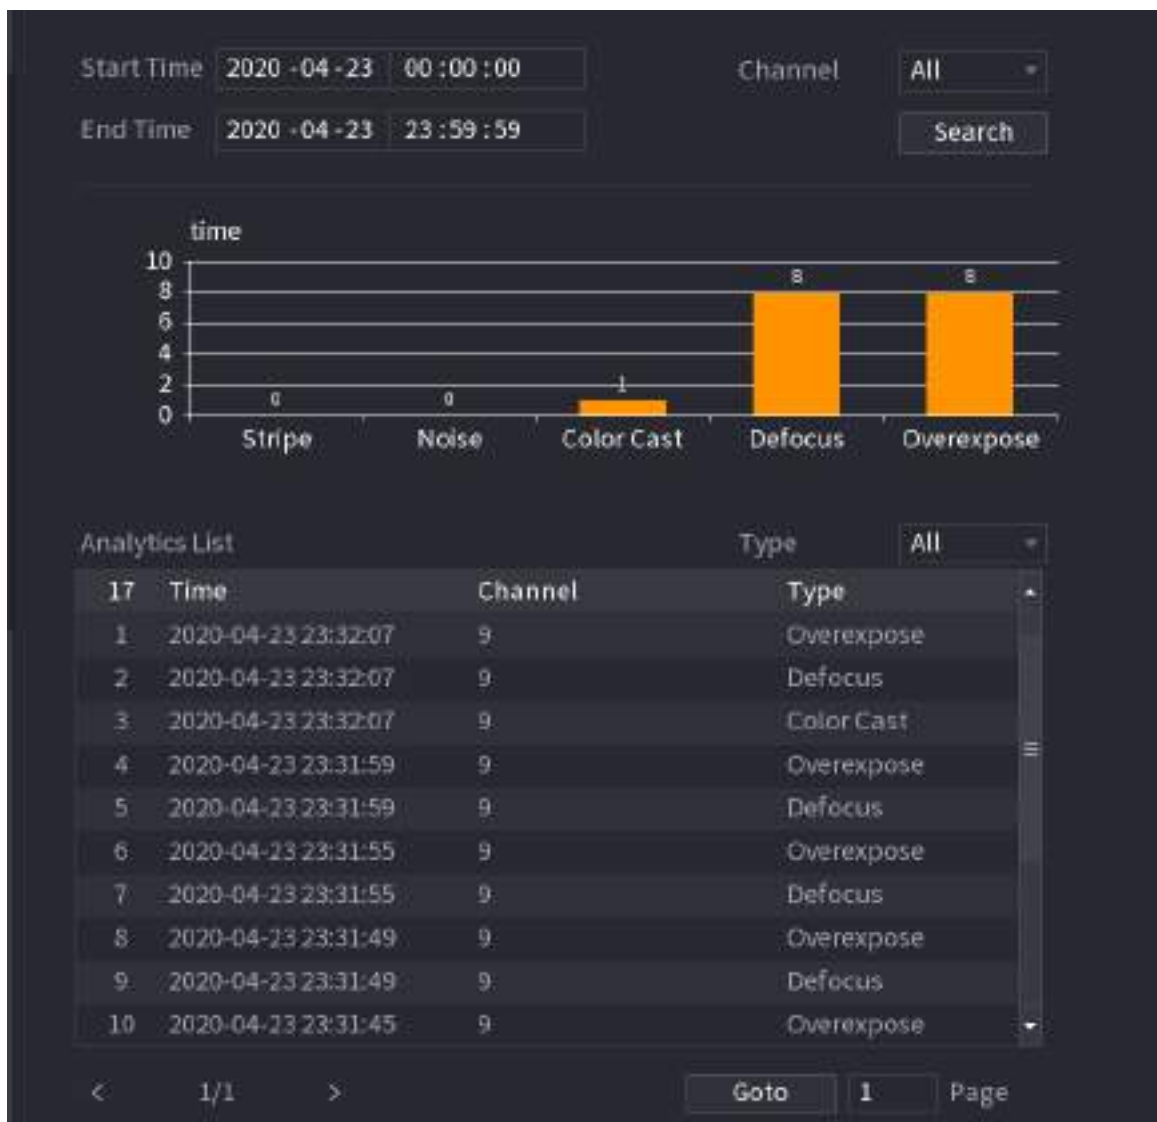 Start Time 2020 -04 -23 00 :00 :00 Channel All
End Time 2020 -04 -23 23 :59 :59 Search
time
10
8
6
4
2
0
0 0 1 8 8
Stripe Noise Color Cast Defocus Overexpose
Analytics List Type All
17 Time Channel Type
1 2020-04-23 23:32:07 9 Overexpose
2 2020-04-23 23:32:07 9 Defocus
3 2020-04-23 23:32:07 9 Color Cast
4 2020-04-23 23:31:59 9 Overexpose
5 2020-04-23 23:31:59 9 Defocus
6 2020-04-23 23:31:55 9 Overexpose
7 2020-04-23 23:31:55 9 Defocus
8 2020-04-23 23:31:49 9 Overexpose
9 2020-04-23 23:31:49 9 Defocus
10 2020-04-23 23:31:45 9 Overexpose
< 1/1 > Goto 1 Page